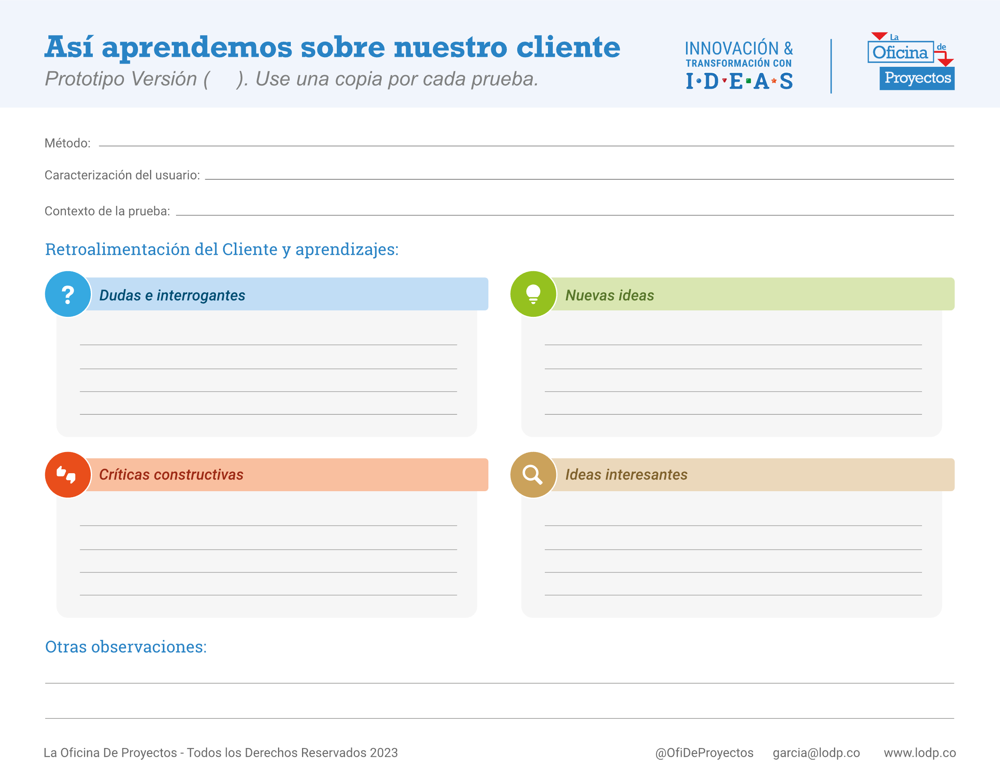 Así aprendemos sobre nuestro cliente
Prototipo Versión (     ). Use una copia por cada prueba.
INNOVACIÓN &
TRANSFORMACIÓN CON
I•D▼E■A★S
La
Oficina de
Proyectos
Método:
Caracterización del usuario:
Contexto de la prueba:
Retroalimentación del Cliente y aprendizajes:
?
Dudas e interrogantes
Nuevas ideas
Críticas constructivas
Ideas interesantes
Otras observaciones:
La Oficina De Proyectos - Todos los Derechos Reservados 2023
@OfiDeProyectos garcia@lodp.co www.lodp.co